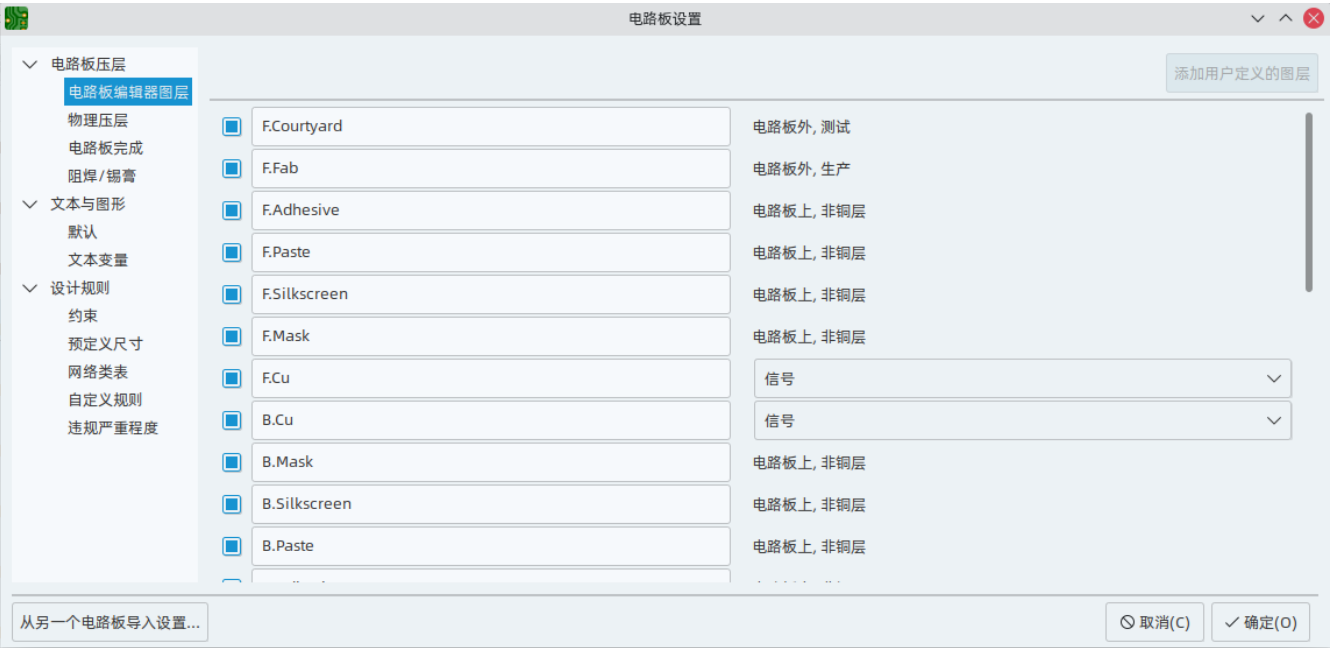 电路板设置
电路板压层
电路板编辑器图层
物理压层
电路板完成
阻焊/锡膏
文本与图形
默认
文本变量
设计规则
约束
预定义尺寸
网络类表
自定义规则
违规严重程度
添加用户定义的图层
F.Courtyard 电路板外, 测试
F.Fab 电路板外, 生产
F.Adhesive 电路板上, 非铜层
F.Paste 电路板上, 非铜层
F.Silkscreen 电路板上, 非铜层
F.Mask 电路板上, 非铜层
F.Cu 信号
B.Cu 信号
B.Mask 电路板上, 非铜层
B.Silkscreen 电路板上, 非铜层
B.Paste 电路板上, 非铜层
从另一个电路板导入设置...
取消(C)
确定(O)